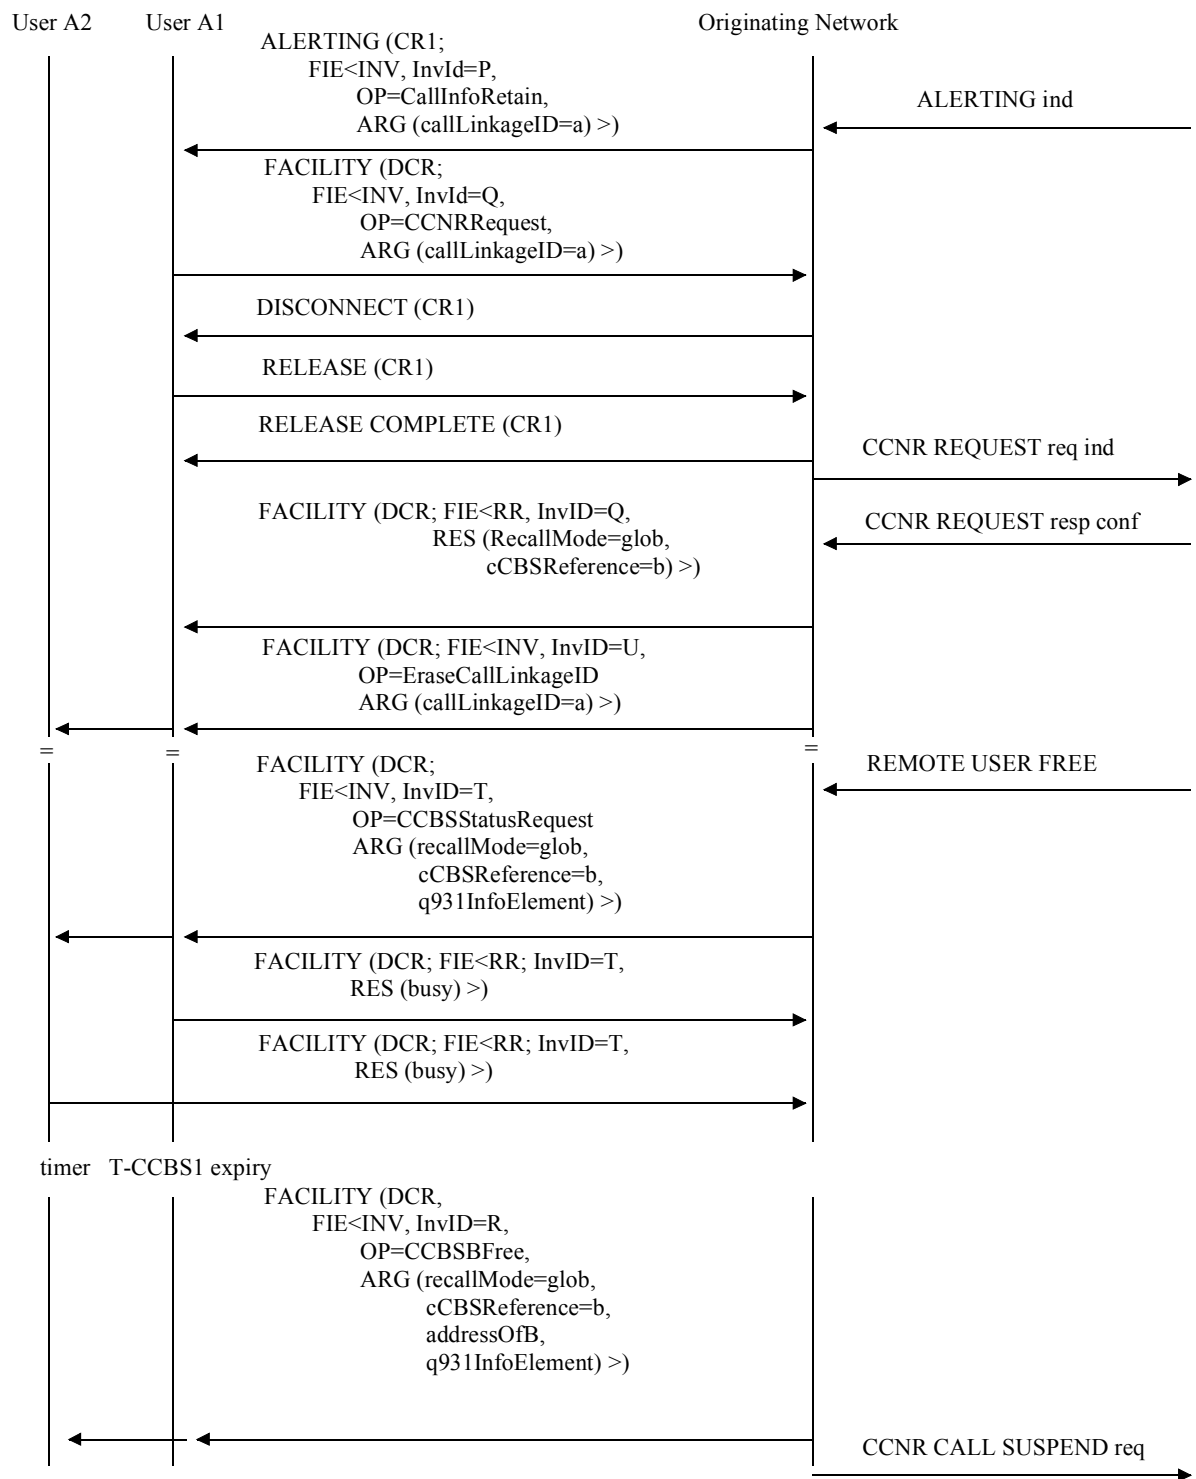 User A2 User A1 Originating Network
ALERTING (CR1;
FIE<INV, InvId=P,
OP=CallInfoRetain,
ARG (callLinkageID=a) >)
ALERTING ind
FACILITY (DCR;
FIE<INV, InvId=Q,
OP=CCNRRequest,
ARG (callLinkageID=a) >)
DISCONNECT (CR1)
RELEASE (CR1)
RELEASE COMPLETE (CR1)
CCNR REQUEST req ind
FACILITY (DCR; FIE<RR, InvID=Q,
RES (RecallMode=glob,
cCBSReference=b) >)
CCNR REQUEST resp conf
FACILITY (DCR; FIE<INV, InvID=U,
OP=EraseCallLinkageID
ARG (callLinkageID=a) >)
= = =
REMOTE USER FREE
FACILITY (DCR;
FIE<INV, InvID=T,
OP=CCBSStatusRequest
ARG (recallMode=glob,
cCBSReference=b,
q931InfoElement) >)
FACILITY (DCR; FIE<RR; InvID=T,
RES (busy) >)
FACILITY (DCR; FIE<RR; InvID=T,
RES (busy) >)
timer T-CCBS1 expiry
FACILITY (DCR,
FIE<INV, InvID=R,
OP=CCBSBFree,
ARG (recallMode=glob,
cCBSReference=b,
addressOfB,
q931InfoElement) >)
CCNR CALL SUSPEND req